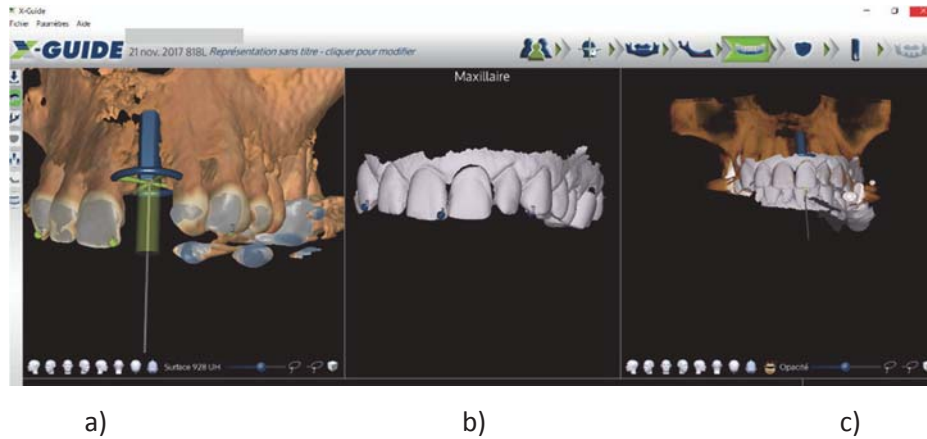 X-Guide
Fichier Paramètres Aide
X-GUIDE 21 nov. 2017 818L Représentation sans titre - cliquer pour modifier
Maxillaire
Surface 928 UH
Opacité
a) b) c)